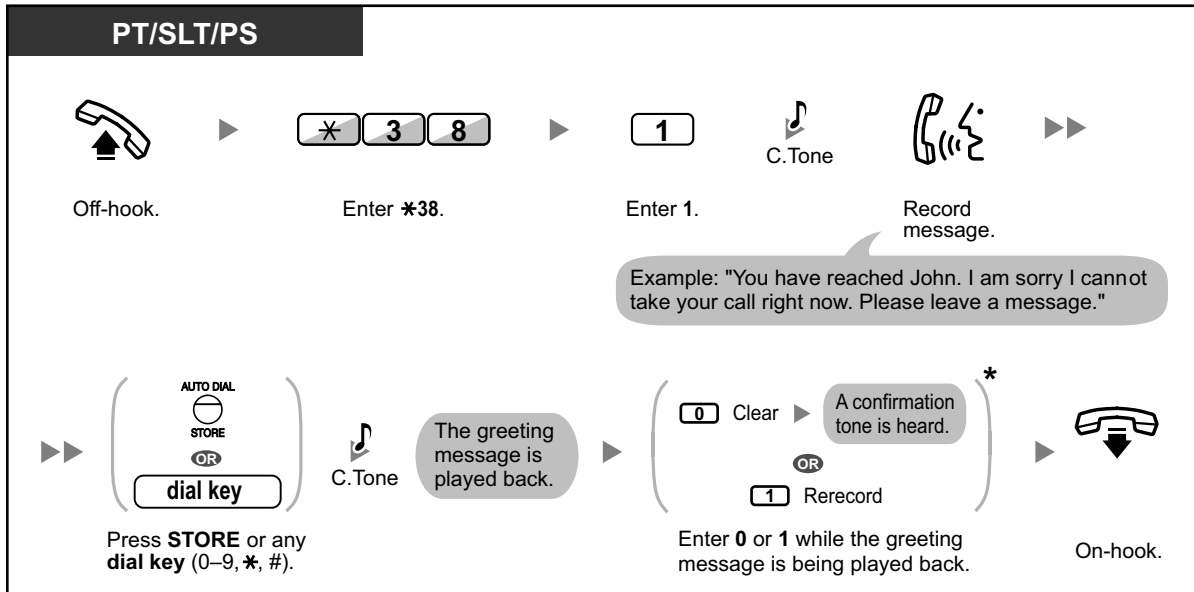 PT/SLT/PS
✳ 3 8
1
C.Tone
Off-hook.
Enter ✳38.
Enter 1.
Record
message.
Example: "You have reached John. I am sorry I cannot
take your call right now. Please leave a message."
AUTO DIAL
STORE
OR
dial key
C.Tone
The greeting
message is
played back.
0 Clear
A confirmation
tone is heard.
OR
1 Rerecord
*
Press STORE or any
dial key (0–9, ✳, #).
Enter 0 or 1 while the greeting
message is being played back.
On-hook.